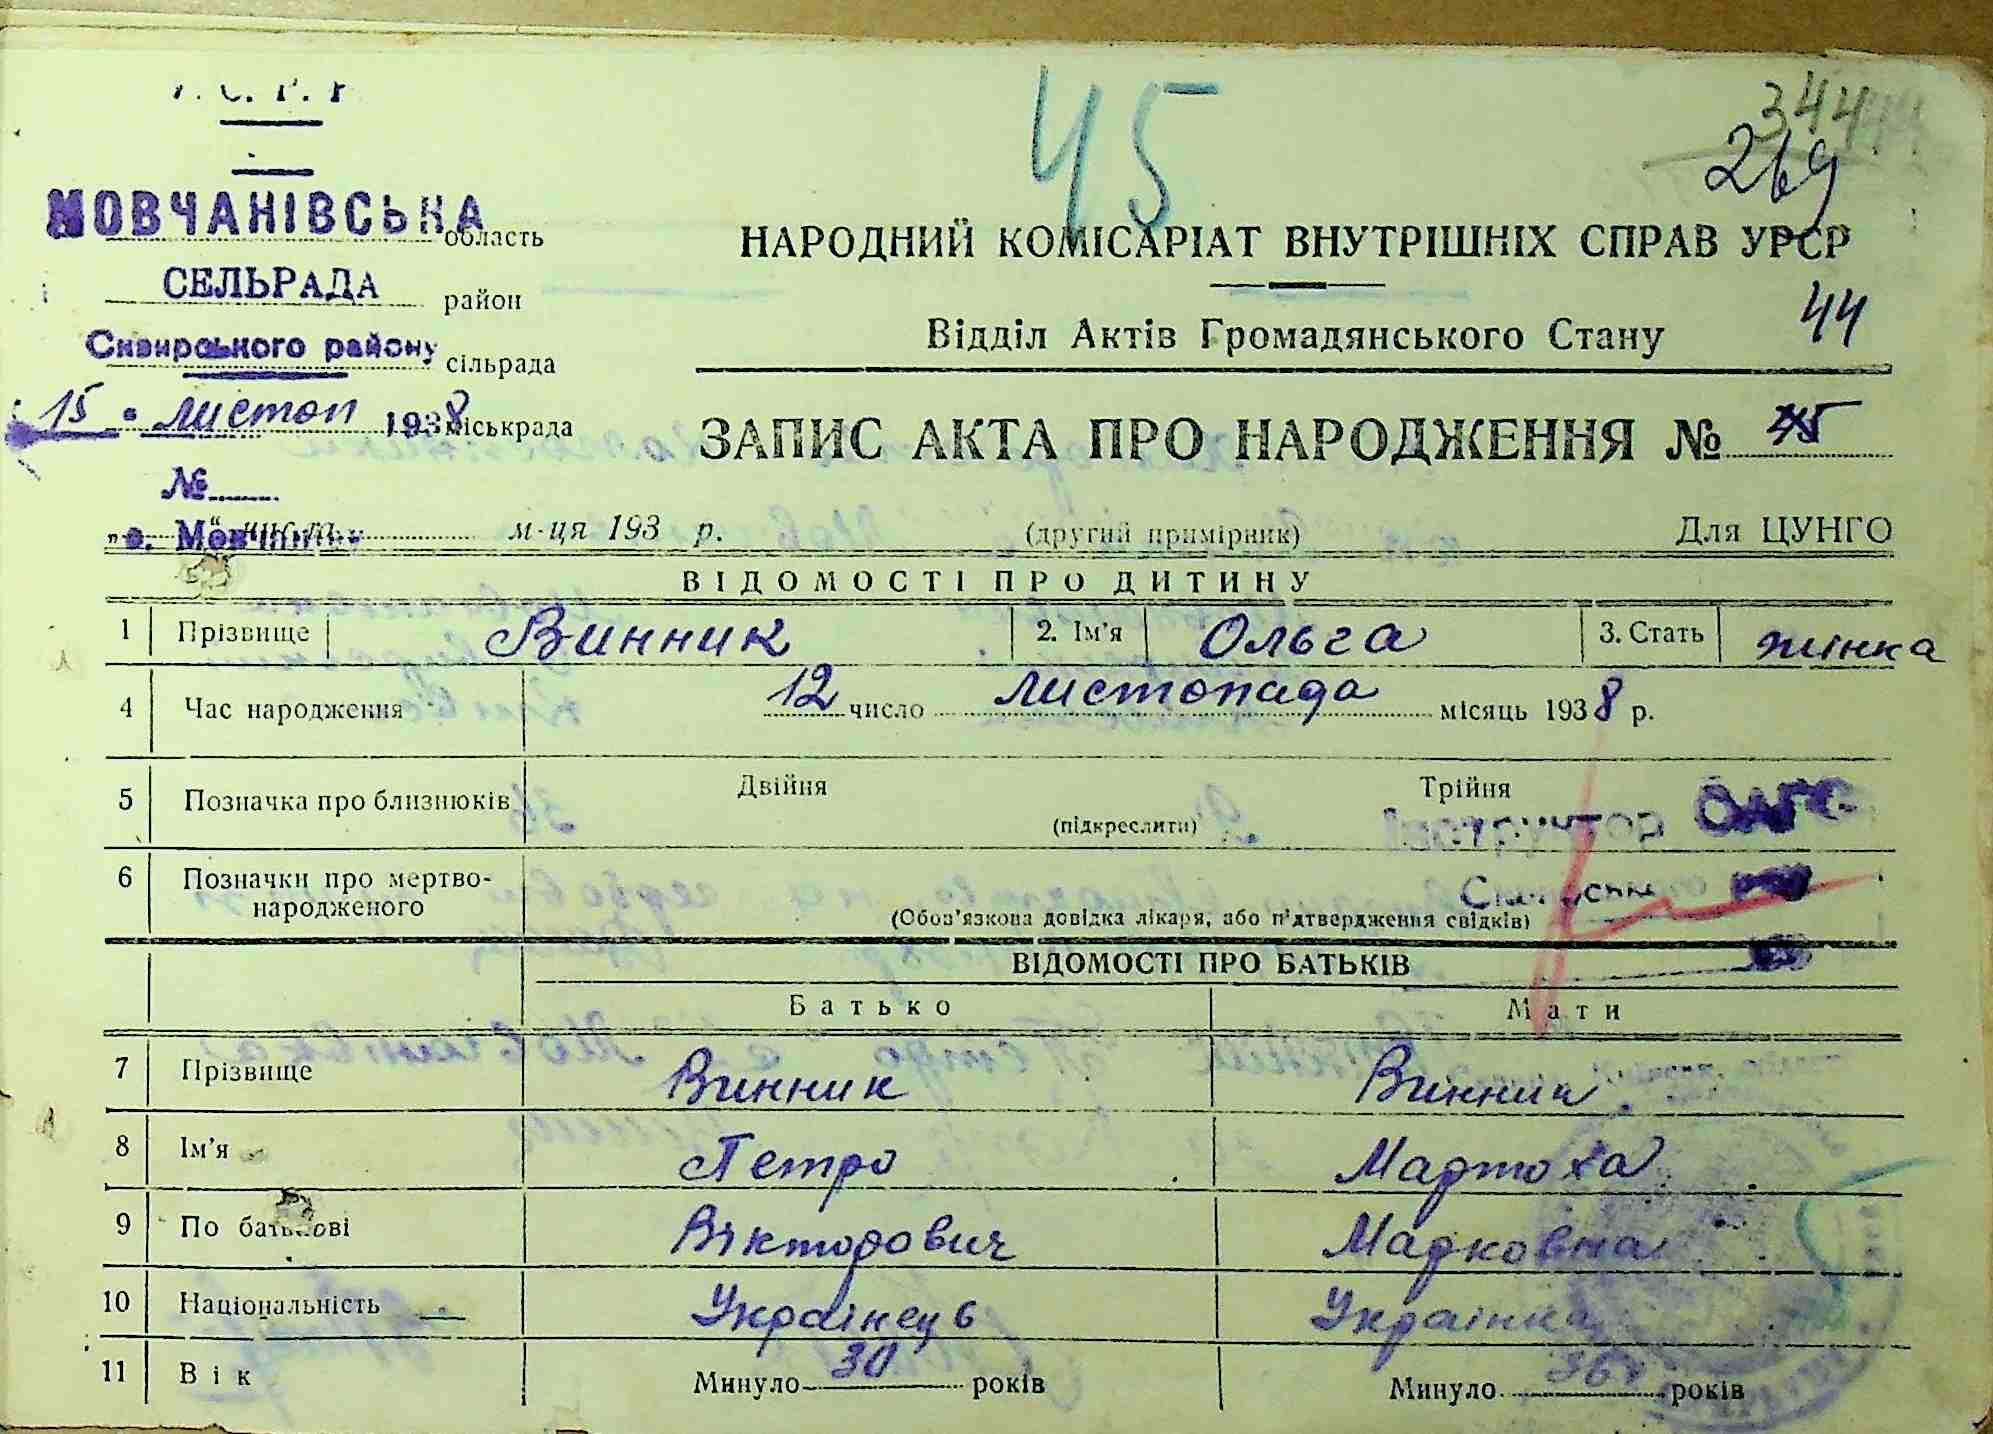 45
344
269
МОВЧАНІВСЬКА область
СЕЛЬРАДА район
Сквирського району сільрада
15 листоп 1938 міськрада
№
с. Мовчанівка
м-ця 193 р.
НАРОДНИЙ КОМІСАРІАТ ВНУТРІШНІХ СПРАВ УРСР
Відділ Актів Громадянського Стану
44
ЗАПИС АКТА ПРО НАРОДЖЕННЯ № 45
(другий примірник)
Для ЦУНГО
ВІДОМОСТІ ПРО ДИТИНУ
1 Прізвище Винник 2. Ім'я Ольга 3. Стать жінка
4 Час народження 12 число листопада місяць 1938 р.
5 Позначка про близнюків Двійня (підкреслити) Трійня
ОАГС
6 Позначки про мертво-
народженого (Обов'язкова довідка лікаря, або підтвердження свідків)
ВІДОМОСТІ ПРО БАТЬКІВ
Батько Мати
7 Прізвище Винник Винник
8 Ім'я Петро
9 По батькові Вікторович Марковна
10 Національність Українець Українка
11 Вік Минуло 30 років Минуло років